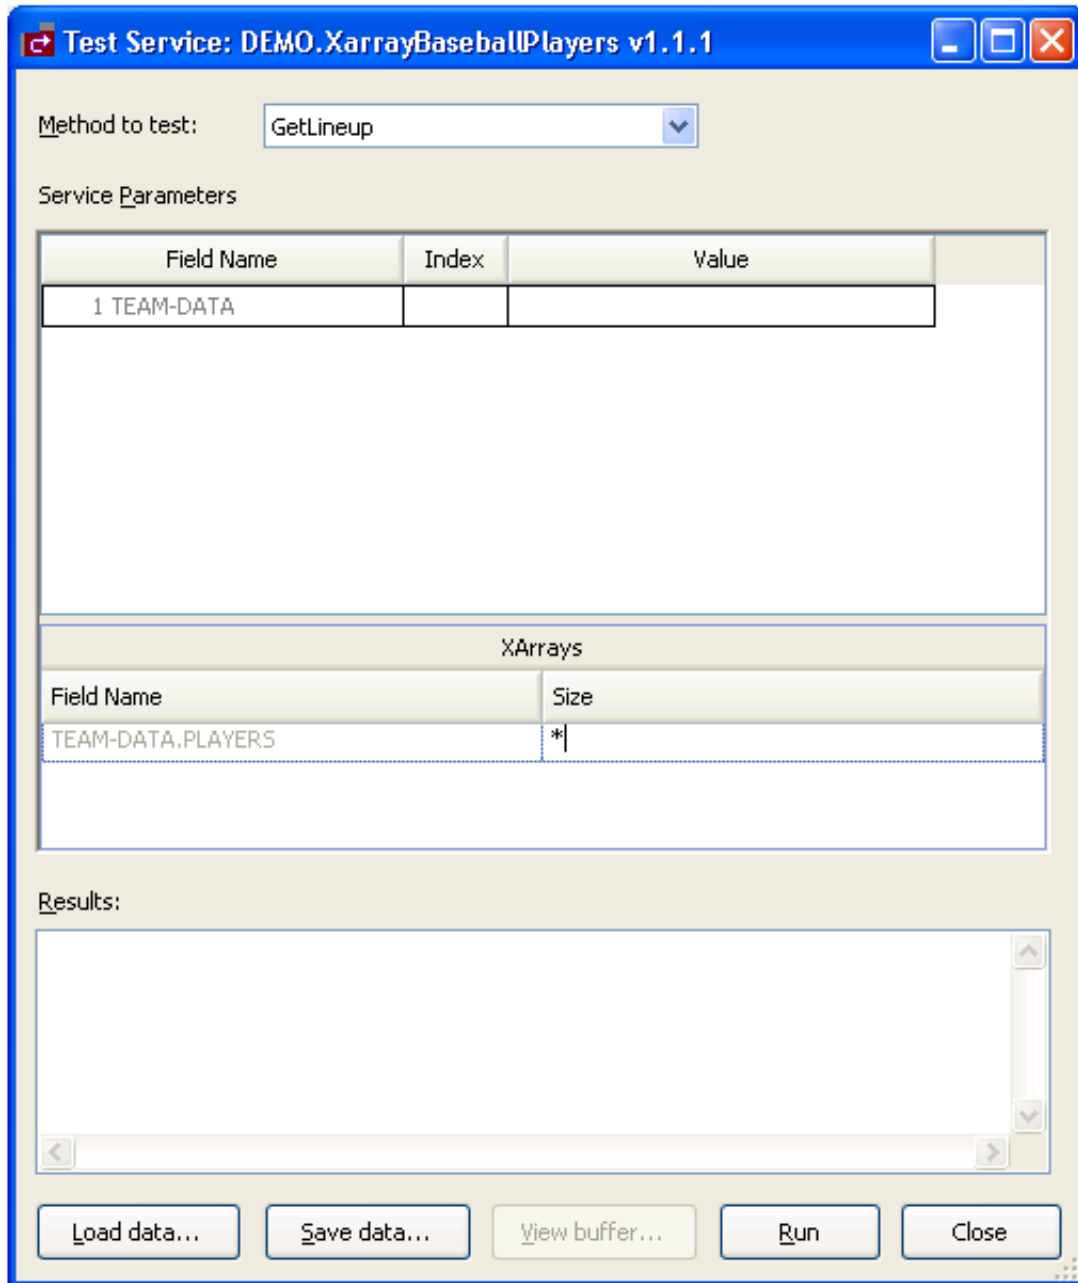 Test Service: DEMO.XarrayBaseballPlayers v1.1.1
Method to test: GetLineup
Service Parameters
Field Name Index Value
1 TEAM-DATA
XArrays
Field Name Size
TEAM-DATA.PLAYERS *
Results:
Load data... Save data... View buffer... Run Close